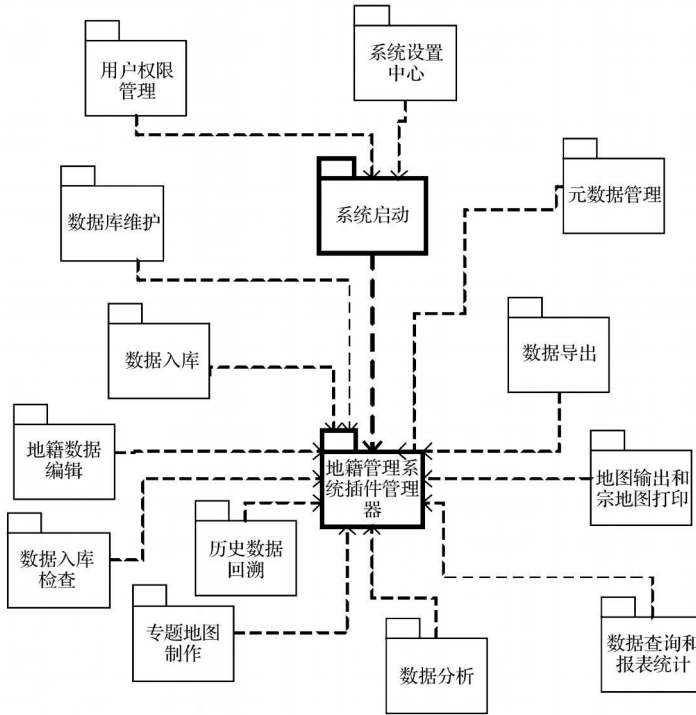 用户权限
管理
系统设置
中心
系统启动
元数据管理
数据库维护
数据入库
数据导出
地籍数据
编辑
地籍管理系
统插件管理
器
地图输出和
宗地图打印
数据入库
检查
历史数据
回溯
专题地图
制作
数据分析
数据查询和
报表统计